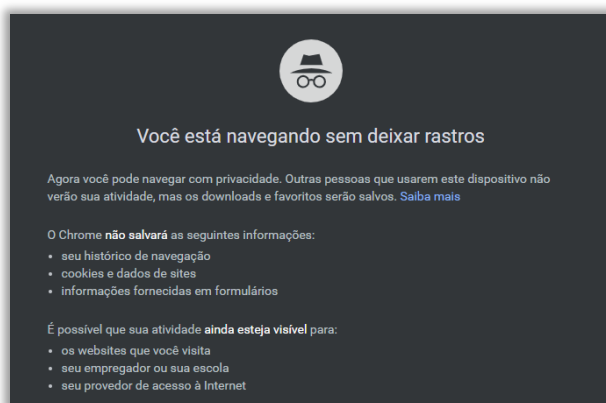 Você está navegando sem deixar rastros
Agora você pode navegar com privacidade. Outras pessoas que usarem este dispositivo não
verão sua atividade, mas os downloads e favoritos serão salvos. Saiba mais
O Chrome não salvará as seguintes informações:
• seu histórico de navegação
• cookies e dados de sites
• informações fornecidas em formulários
É possível que sua atividade ainda esteja visível para:
• os websites que você visita
• seu empregador ou sua escola
• seu provedor de acesso à Internet